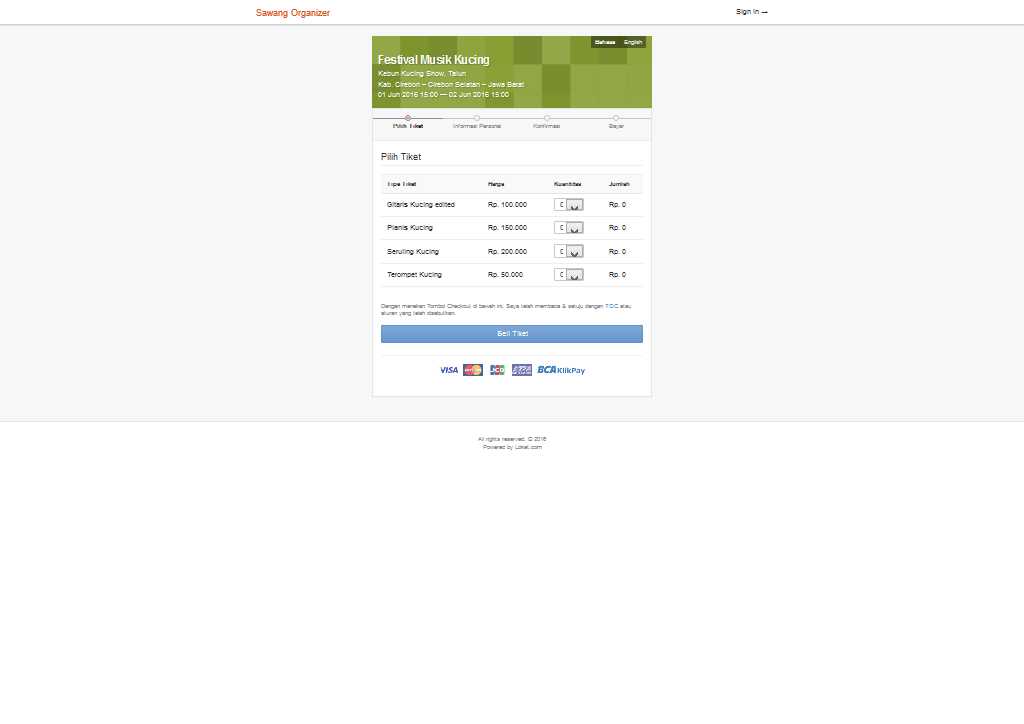 Sawang Organizer
Sign In →
Bahasa English
Festival Musik Kucing
Kebun Kucing Show, Talun
Kab. Cirebon – Cirebon Selatan – Jawa Barat
01 Jun 2016 15:00 — 02 Jun 2016 15:00
Pilih Tiket Informasi Personal Konfirmasi Bayar
Pilih Tiket
Tipe Tiket Harga Kuantitas Jumlah
Gitaris Kucing edited Rp. 100.000 0 Rp. 0
Pianis Kucing Rp. 150.000 0 Rp. 0
Seruling Kucing Rp. 200.000 0 Rp. 0
Terompet Kucing Rp. 50.000 0 Rp. 0
Dengan menekan Tombol Checkout di bawah ini, Saya telah membaca & setuju dengan TOC atau
aturan yang telah disebutkan.
Beli Tiket
VISA MasterCard JCB BCA KlikPay
All rights reserved. © 2016
Powered by Loket.com